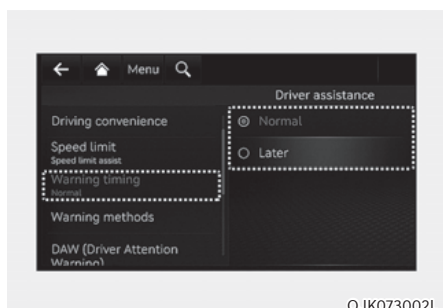 Menu
Driver assistance
Driving convenience
Speed limit
Speed limit assist
Warning timing
Normal
Warning methods
DAW (Driver Attention
Warning)
Normal
Later
OJK073002L